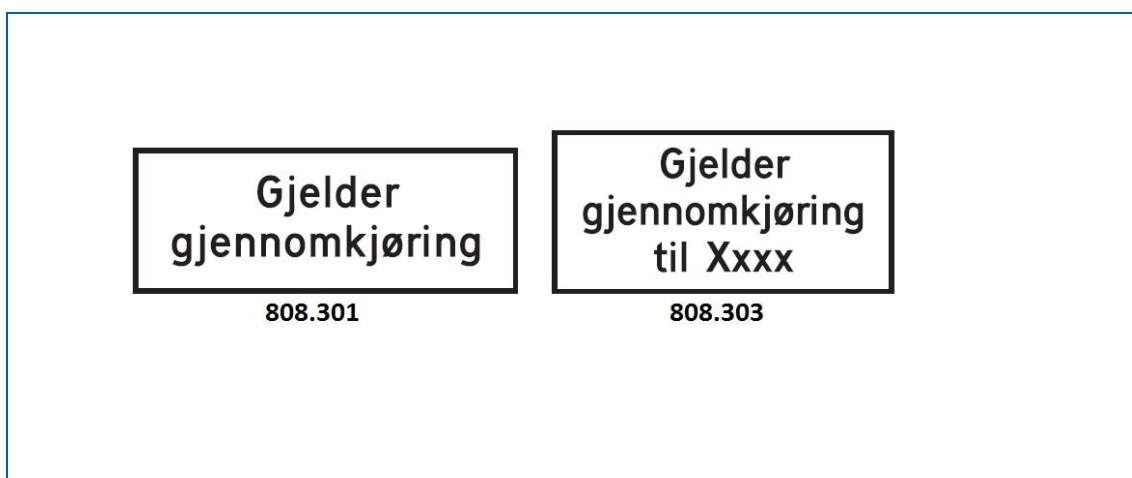 Gjelder
gjennomkjøring
808.301
Gjelder
gjennomkjøring
til Xxxx
808.303